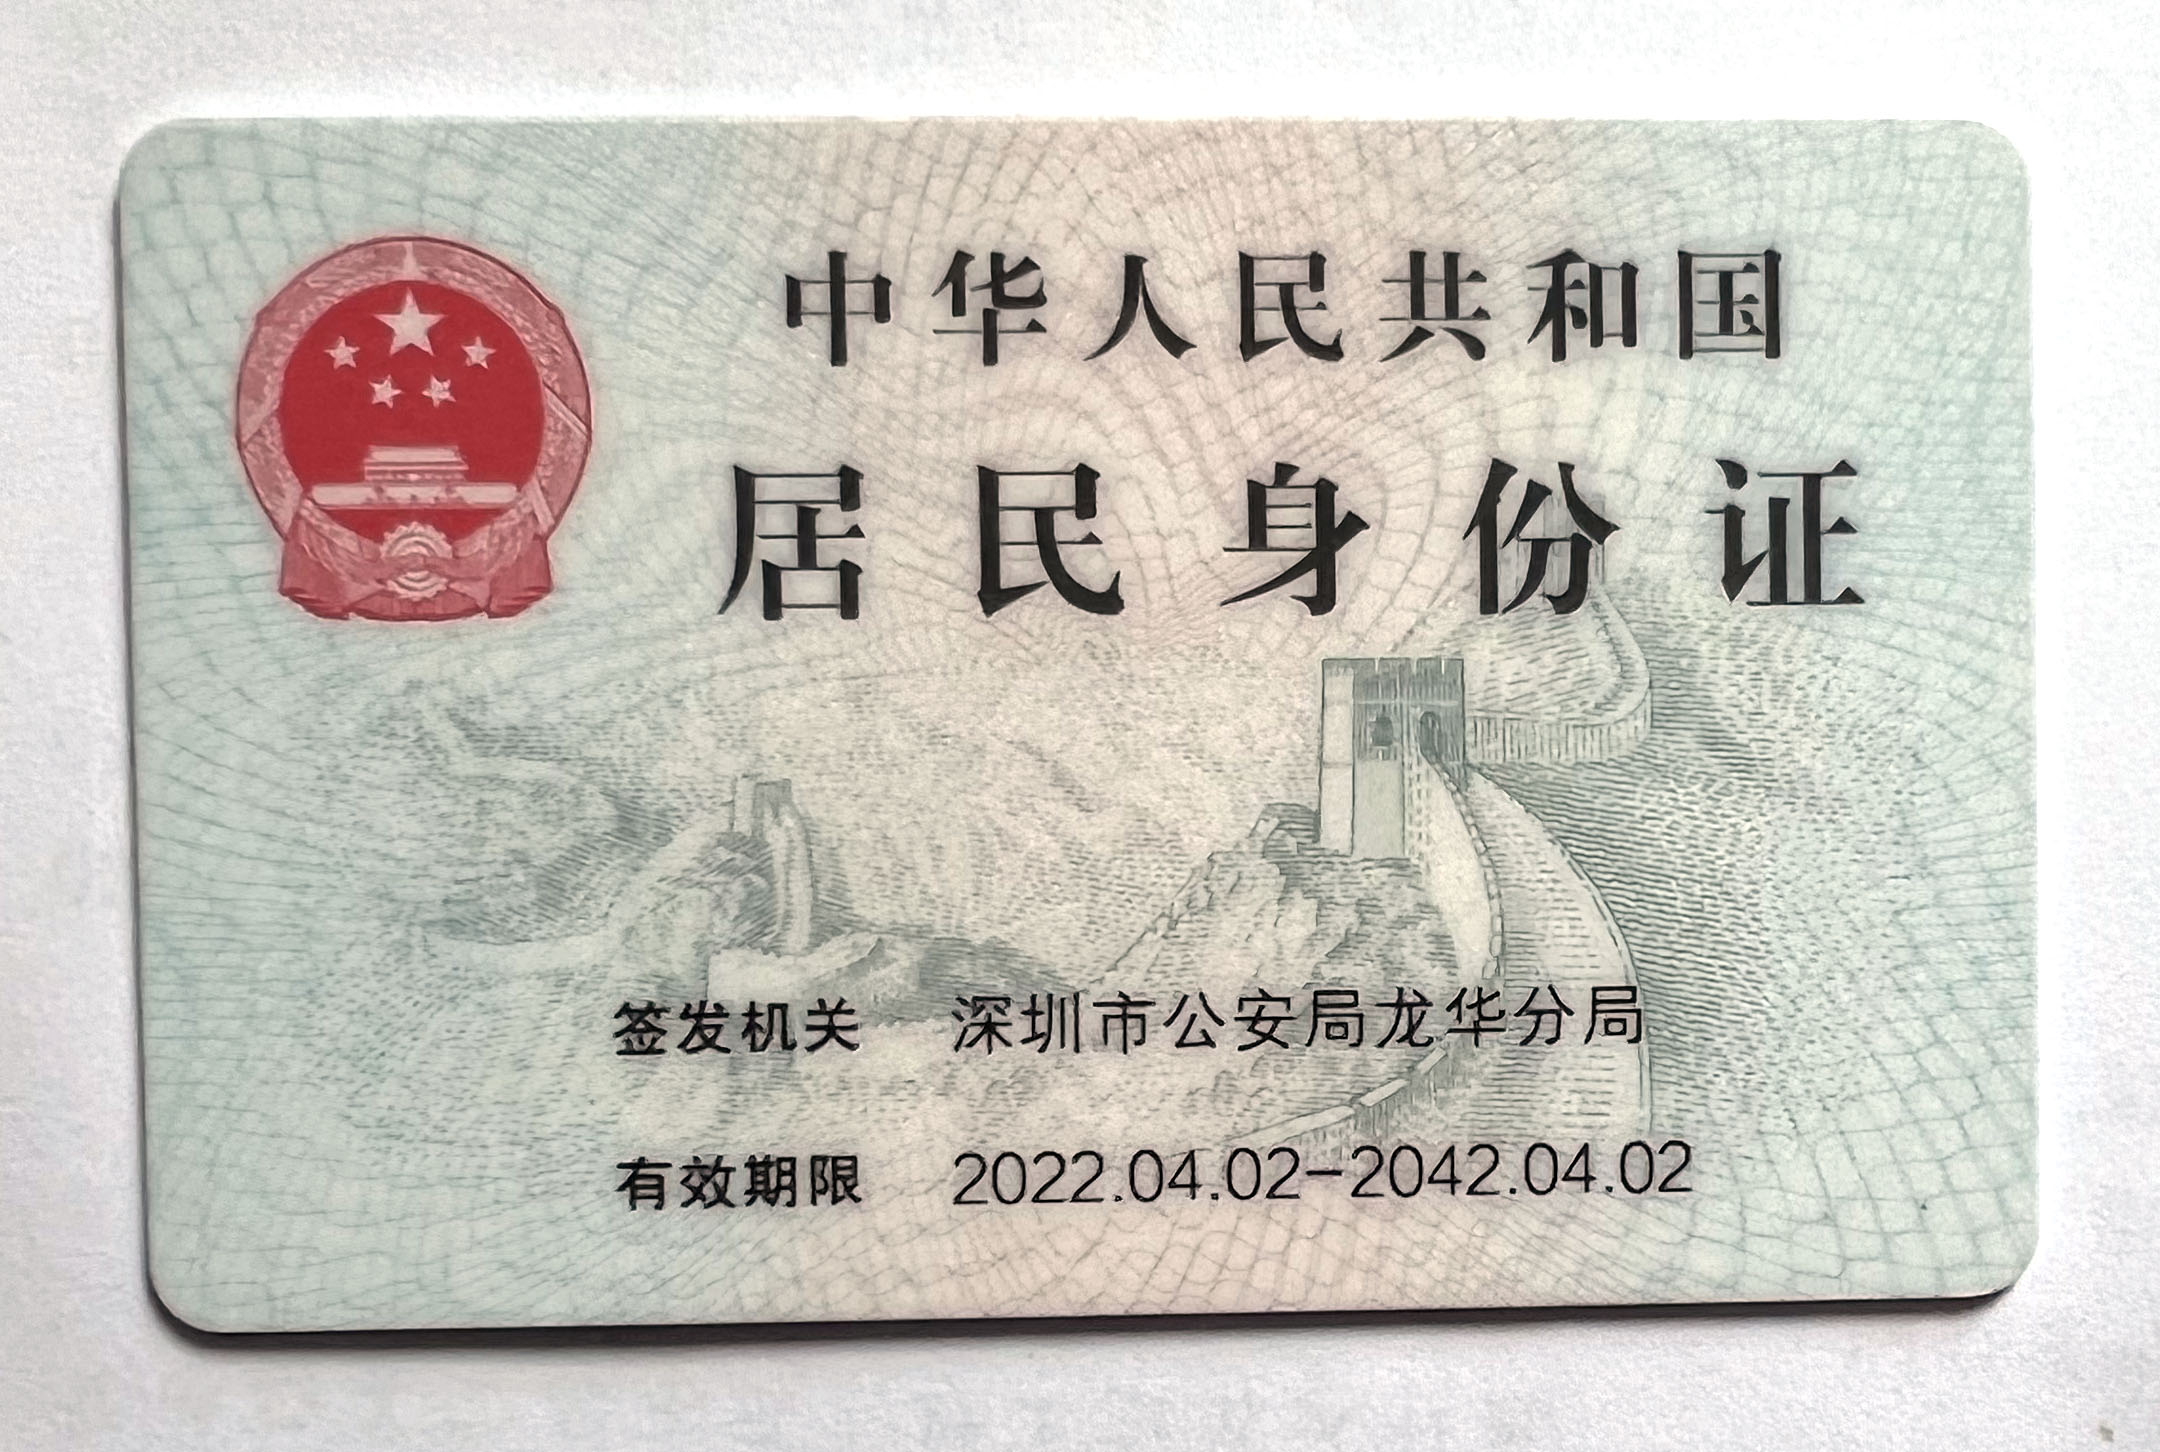 中华人民共和国
居民身份证
签发机关 深圳市公安局龙华分局
有效期限 2022.04.02-2042.04.02